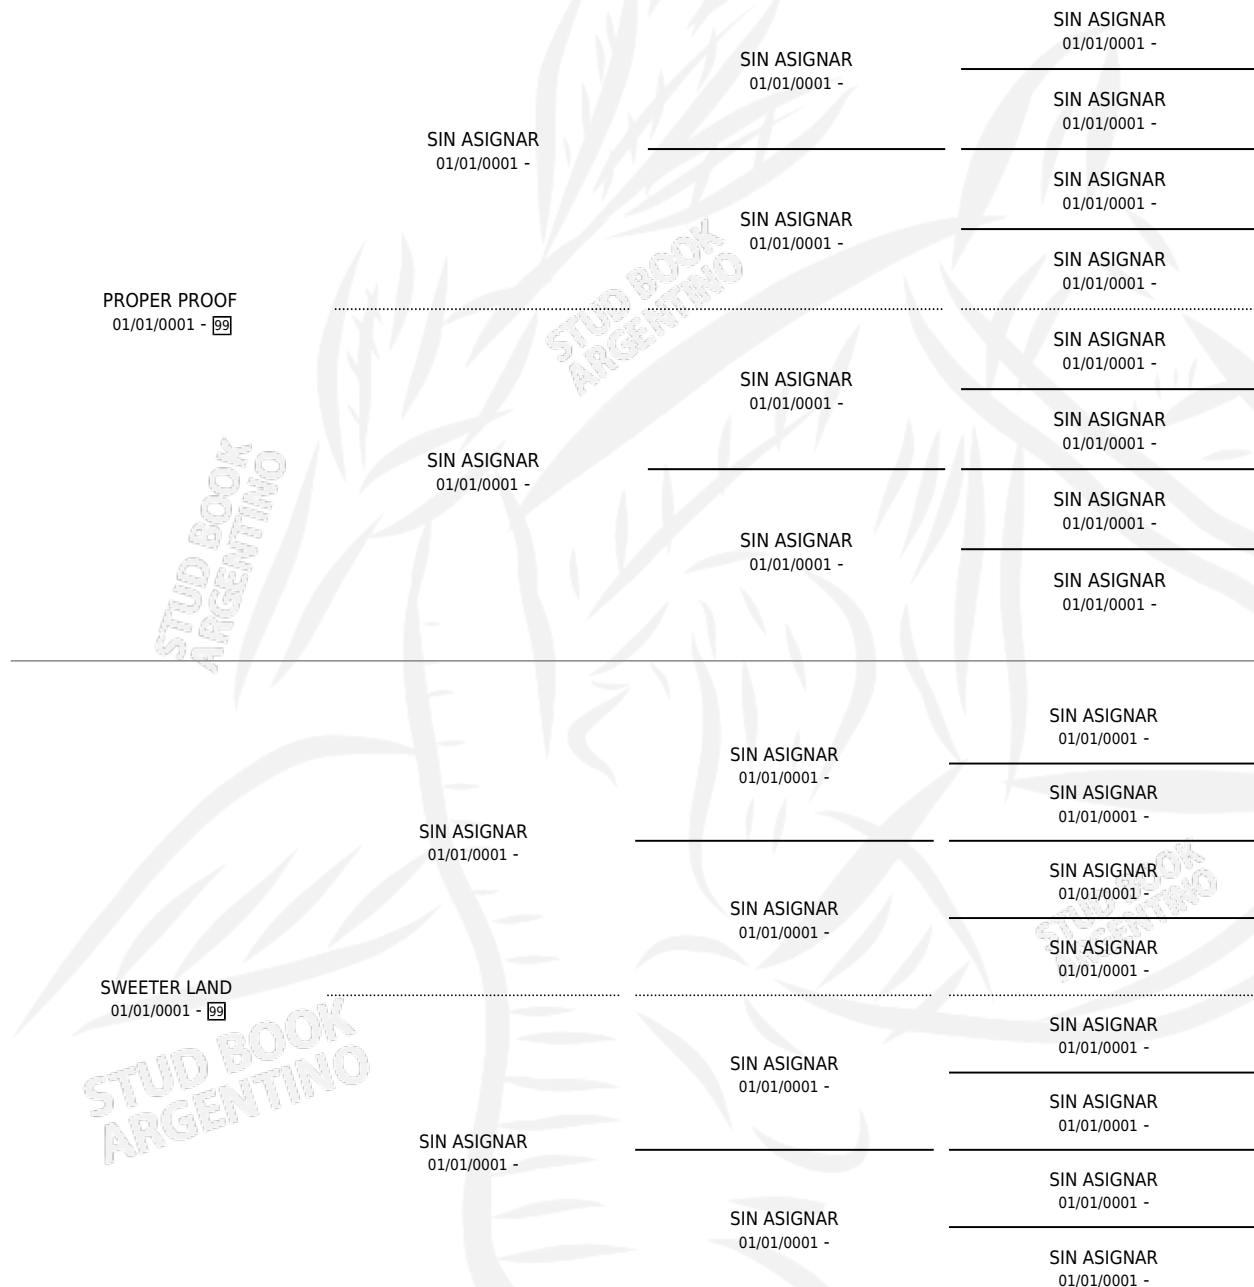 SIN ASIGNAR
01/01/0001 -
SIN ASIGNAR
01/01/0001 -
SIN ASIGNAR
01/01/0001 -
SIN ASIGNAR
01/01/0001 -
SIN ASIGNAR
01/01/0001 -
SIN ASIGNAR
01/01/0001 -
SIN ASIGNAR
01/01/0001 -
STUD BOOK
ARGENTINO
PROPER PROOF
01/01/0001 - 99
SIN ASIGNAR
01/01/0001 -
SIN ASIGNAR
01/01/0001 -
SIN ASIGNAR
01/01/0001 -
SIN ASIGNAR
01/01/0001 -
SIN ASIGNAR
01/01/0001 -
SIN ASIGNAR
01/01/0001 -
SIN ASIGNAR
01/01/0001 -
STUD BOOK
ARGENTINO
SIN ASIGNAR
01/01/0001 -
SIN ASIGNAR
01/01/0001 -
SIN ASIGNAR
01/01/0001 -
SIN ASIGNAR
01/01/0001 -
SIN ASIGNAR
01/01/0001 -
SIN ASIGNAR
01/01/0001 -
SIN ASIGNAR
01/01/0001 -
STUD BOOK
ARGENTINO
SWEETER LAND
01/01/0001 - 99
STUD BOOK
ARGENTINO
SIN ASIGNAR
01/01/0001 -
SIN ASIGNAR
01/01/0001 -
SIN ASIGNAR
01/01/0001 -
SIN ASIGNAR
01/01/0001 -
SIN ASIGNAR
01/01/0001 -
SIN ASIGNAR
01/01/0001 -
SIN ASIGNAR
01/01/0001 -